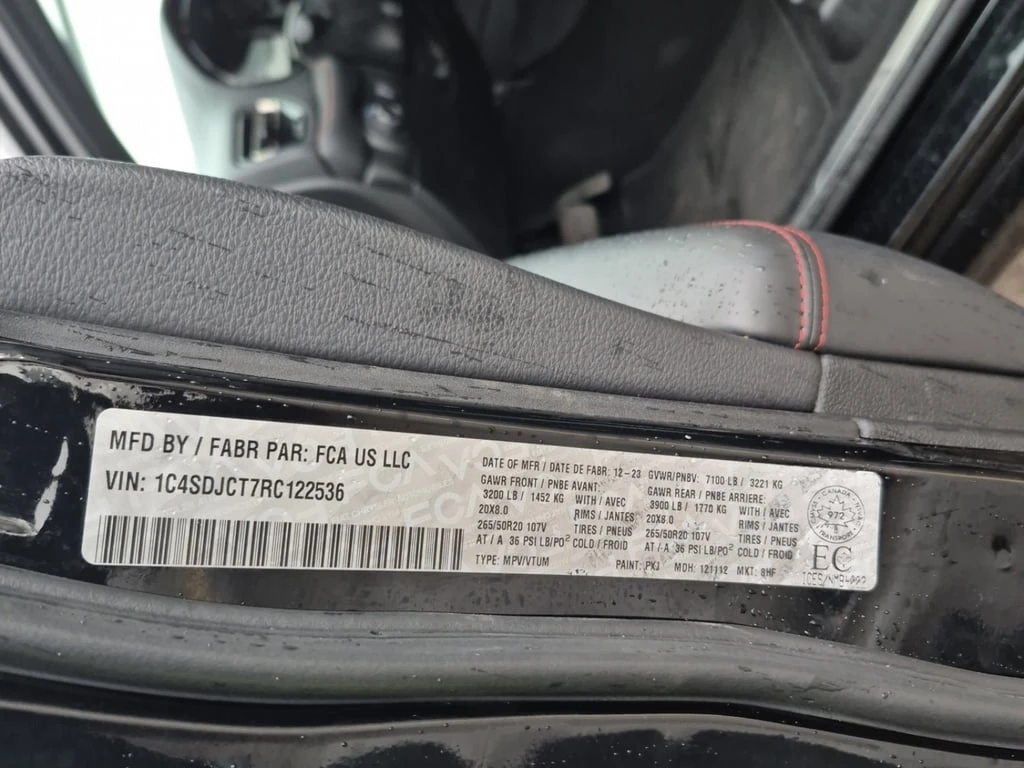 MFD BY / FABR PAR: FCA US LLC
VIN: 1C4SDJCT7RC122536
DATE OF MFR / DATE DE FABR: 12-23 GVWR/PNBV: 7100 LB / 3221 KG
GAWR FRONT / PNBE AVANT: GAWR REAR / PNBE ARRIERE:
3200 LB / 1452 KG WITH / AVEC 3900 LB / 1770 KG WITH / AVEC
20X8.0 RIMS / JANTES 20X8.0 RIMS / JANTES
265/50R20 107V TIRES / PNEUS 265/50R20 107V TIRES / PNEUS
AT / A 36 PSI LB/PO² COLD / FROID AT / A 36 PSI LB/PO² COLD / FROID
TYPE: MPV/VTUM PAINT: PXJ MDH: 121112 MKT: 8HF
CANADA
972
TRANSPORT
EC